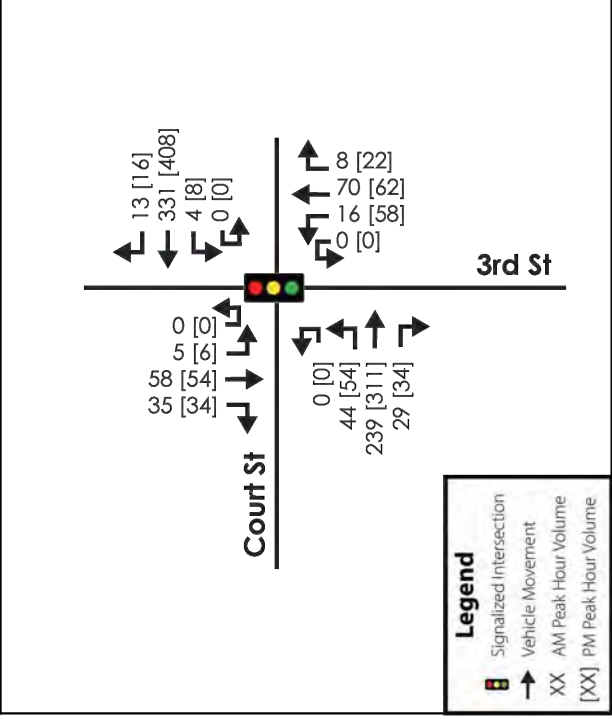 13 [16]
331 [408]
4 [8]
0 [0]
8 [22]
70 [62]
16 [58]
0 [0]
3rd St
0 [0]
5 [6]
58 [54]
35 [34]
0 [0]
44 [54]
239 [311]
29 [34]
Court St
Legend
Signalized Intersection
Vehicle Movement
XX AM Peak Hour Volume
[XX] PM Peak Hour Volume